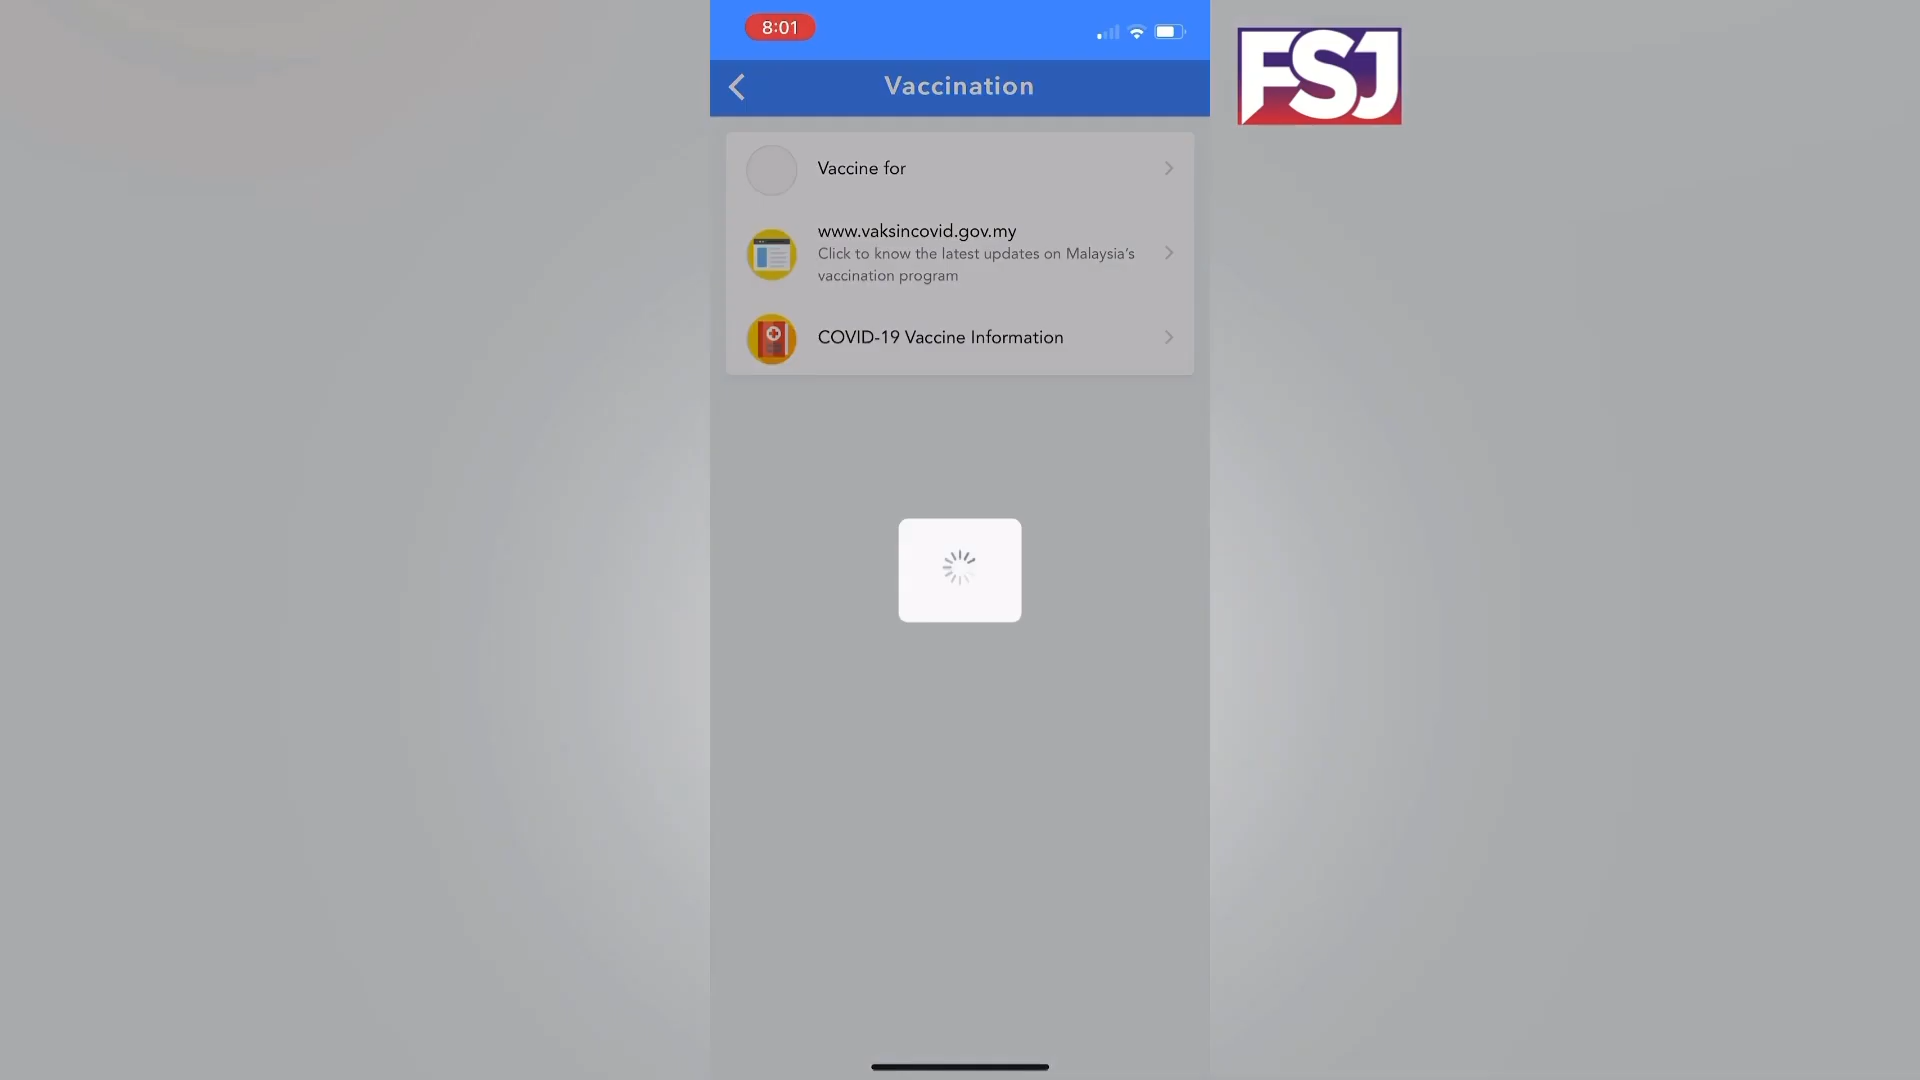 8:01
FSJ
Vaccination
Vaccine for
www.vaksincovid.gov.my
Click to know the latest updates on Malaysia's
vaccination program
COVID-19 Vaccine Information